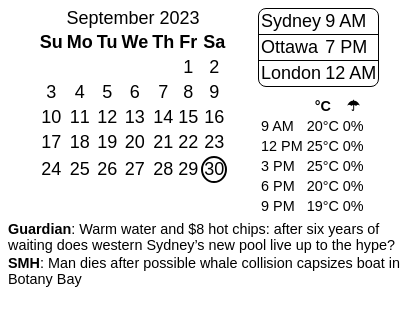 September 2023
Su Mo Tu We Th Fr Sa
1 2
3 4 5 6 7 8 9
10 11 12 13 14 15 16
17 18 19 20 21 22 23
24 25 26 27 28 29 30
Sydney 9 AM
Ottawa 7 PM
London 12 AM
°C ☂
9 AM 20°C 0%
12 PM 25°C 0%
3 PM 25°C 0%
6 PM 20°C 0%
9 PM 19°C 0%
Guardian: Warm water and $8 hot chips: after six years of
waiting does western Sydney’s new pool live up to the hype?
SMH: Man dies after possible whale collision capsizes boat in
Botany Bay